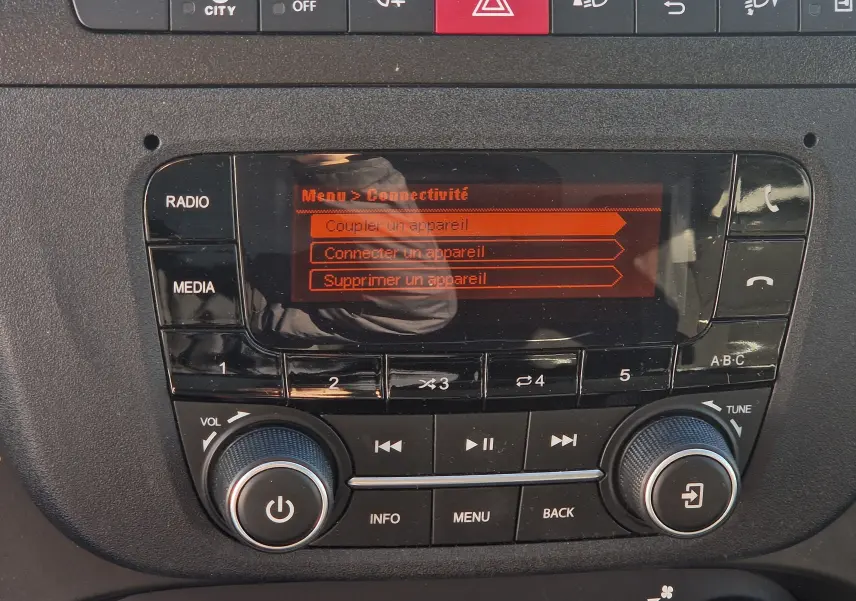 CITY OFF
RADIO
MEDIA
Menu > Connectivité
Coupler un appareil
Connecter un appareil
Supprimer un appareil
1 2 3 4 5 A·B·C
VOL
TUNE
INFO MENU BACK